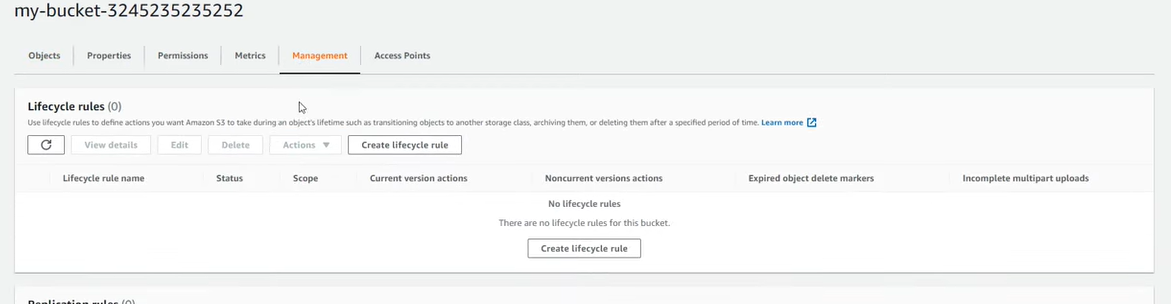 my-bucket-3245235235252
Objects Properties Permissions Metrics Management Access Points
Lifecycle rules (0)
Use lifecycle rules to define actions you want Amazon S3 to take during an object's lifetime such as transitioning objects to another storage class, archiving them, or deleting them after a specified period of time. Learn more
View details Edit Delete Actions Create lifecycle rule
Lifecycle rule name Status Scope Current version actions Noncurrent versions actions Expired object delete markers Incomplete multipart uploads
No lifecycle rules
There are no lifecycle rules for this bucket.
Create lifecycle rule
Replication rules (0)